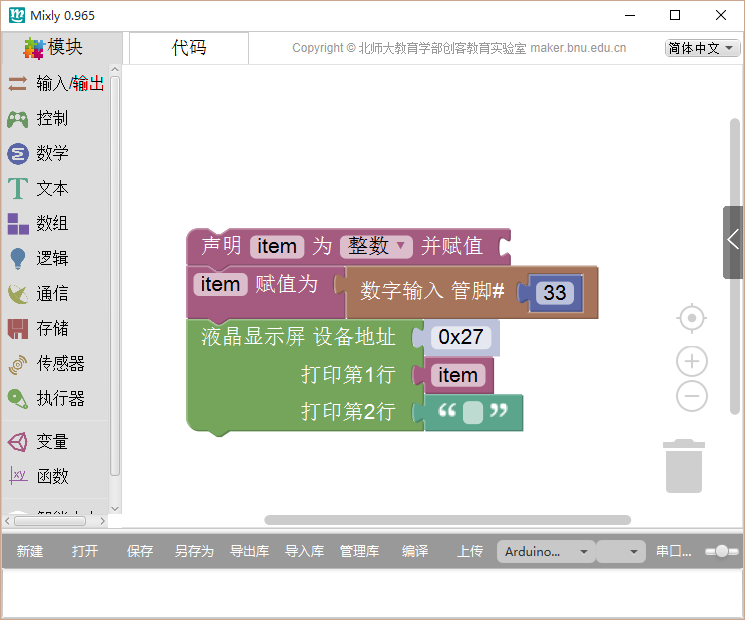 Mixly 0.965
模块 代码 Copyright © 北师大教育学部创客教育实验室 maker.bnu.edu.cn 简体中文
输入/输出
控制
数学
文本
数组
逻辑
通信
存储
传感器
执行器
变量
函数
声明 item 为 整数 并赋值
item 赋值为 数字输入 管脚# 33
液晶显示屏 设备地址 0x27
打印第1行 item
打印第2行 “ ”
新建 打开 保存 另存为 导出库 导入库 管理库 编译 上传 Arduino... 串口...